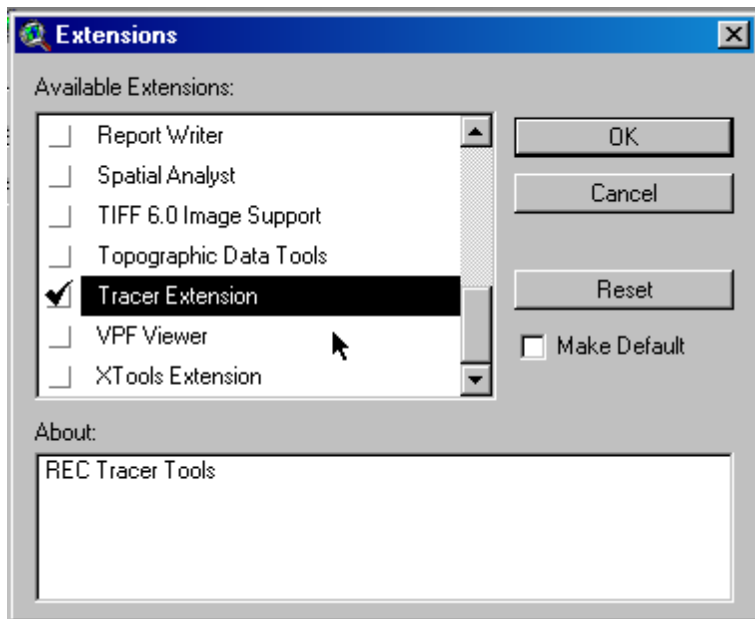 Extensions
Available Extensions:
Report Writer
Spatial Analyst
TIFF 6.0 Image Support
Topographic Data Tools
Tracer Extension
VPF Viewer
XTools Extension
OK
Cancel
Reset
Make Default
About:
REC Tracer Tools